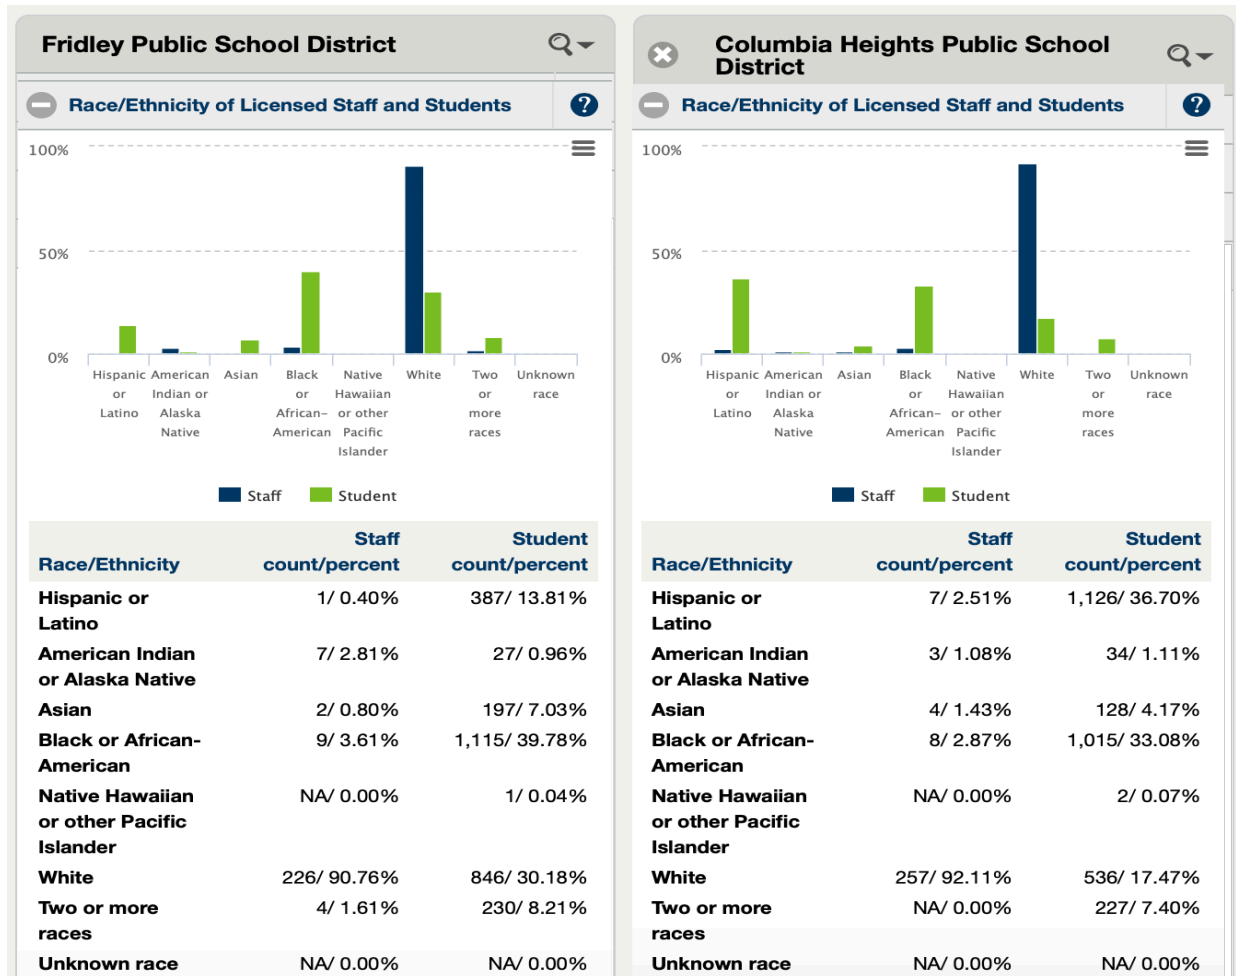 Fridley Public School District
Race/Ethnicity of Licensed Staff and Students
?
100%
50%
0%
Hispanic or Latino
American Indian or Alaska Native
Asian
Black or African-American
Native Hawaiian or other Pacific Islander
White
Two or more races
Unknown race
Staff
Student
Race/Ethnicity Staff count/percent Student count/percent
Hispanic or Latino 1/ 0.40% 387/ 13.81%
American Indian or Alaska Native 7/ 2.81% 27/ 0.96%
Asian 2/ 0.80% 197/ 7.03%
Black or African-American 9/ 3.61% 1,115/ 39.78%
Native Hawaiian or other Pacific Islander NA/ 0.00% 1/ 0.04%
White 226/ 90.76% 846/ 30.18%
Two or more races 4/ 1.61% 230/ 8.21%
Unknown race NA/ 0.00% NA/ 0.00%
Columbia Heights Public School
District
Race/Ethnicity of Licensed Staff and Students
?
100%
50%
0%
Hispanic or Latino
American Indian or Alaska Native
Asian
Black or African-American
Native Hawaiian or other Pacific Islander
White
Two or more races
Unknown race
Staff
Student
Race/Ethnicity Staff count/percent Student count/percent
Hispanic or Latino 7/ 2.51% 1,126/ 36.70%
American Indian or Alaska Native 3/ 1.08% 34/ 1.11%
Asian 4/ 1.43% 128/ 4.17%
Black or African-American 8/ 2.87% 1,015/ 33.08%
Native Hawaiian or other Pacific Islander NA/ 0.00% 2/ 0.07%
White 257/ 92.11% 536/ 17.47%
Two or more races NA/ 0.00% 227/ 7.40%
Unknown race NA/ 0.00% NA/ 0.00%